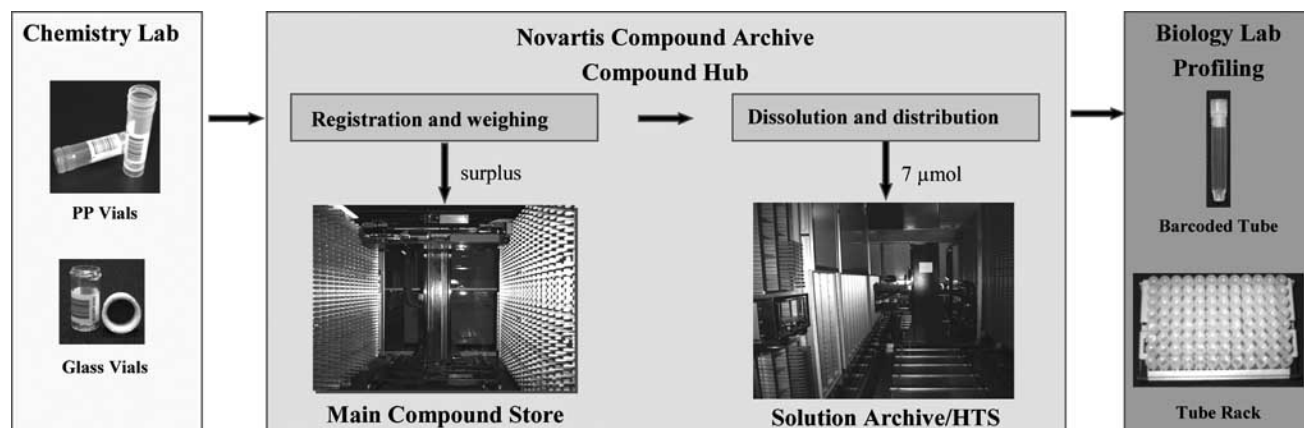 Chemistry Lab
PP Vials
Glass Vials
Novartis Compound Archive
Compound Hub
Registration and weighing
surplus
Main Compound Store
Dissolution and distribution
7 µmol
Solution Archive/HTS
Biology Lab
Profiling
Barcoded Tube
Tube Rack